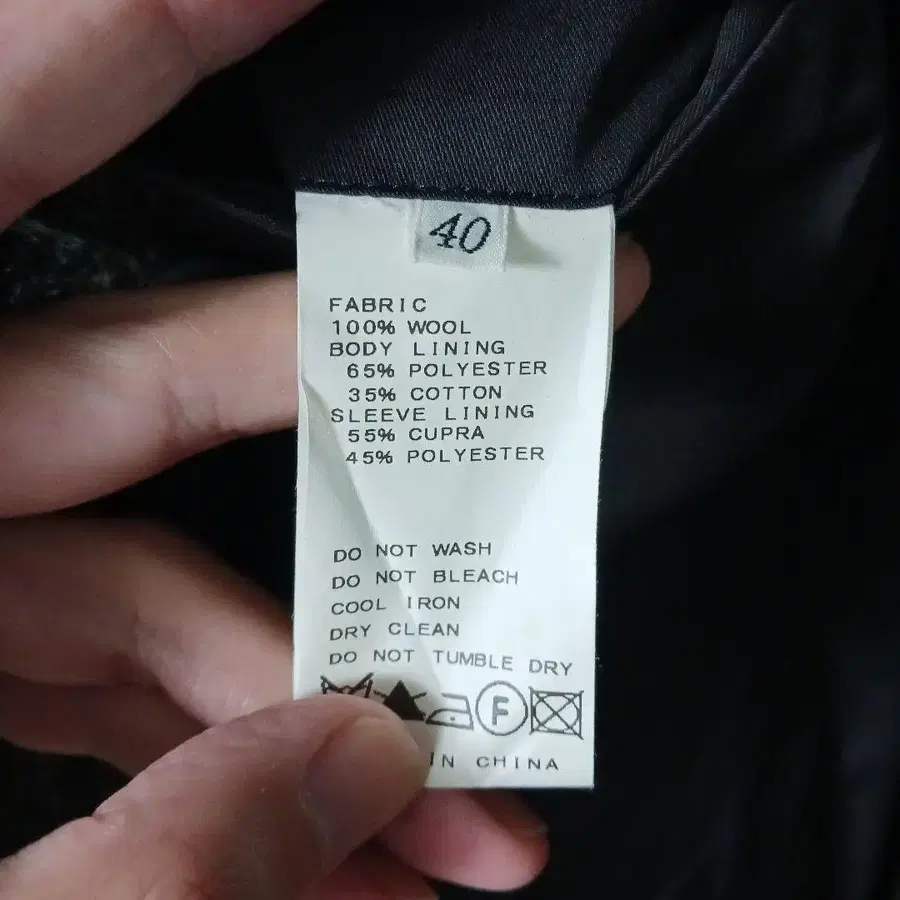 40
FABRIC
100% WOOL
BODY LINING
65% POLYESTER
35% COTTON
SLEEVE LINING
55% CUPRA
45% POLYESTER
DO NOT WASH
DO NOT BLEACH
COOL IRON
DRY CLEAN
DO NOT TUMBLE DRY
F
IN CHINA